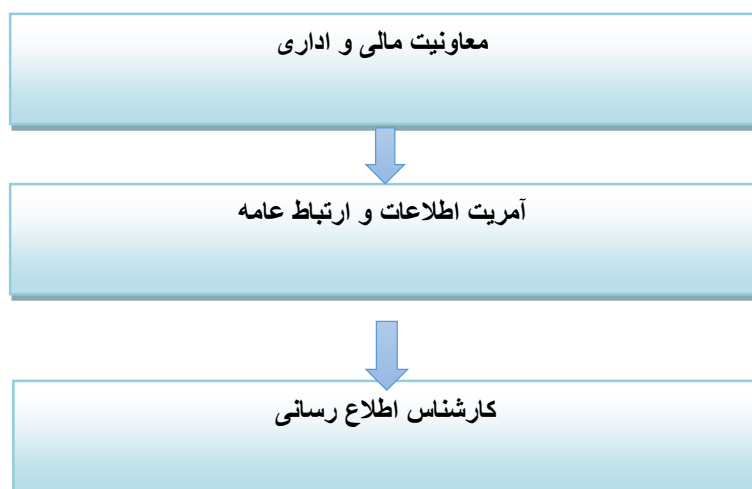 معاونیت مالی و اداری
آمریت اطلاعات و ارتباط عامه
کارشناس اطلاع رسانی